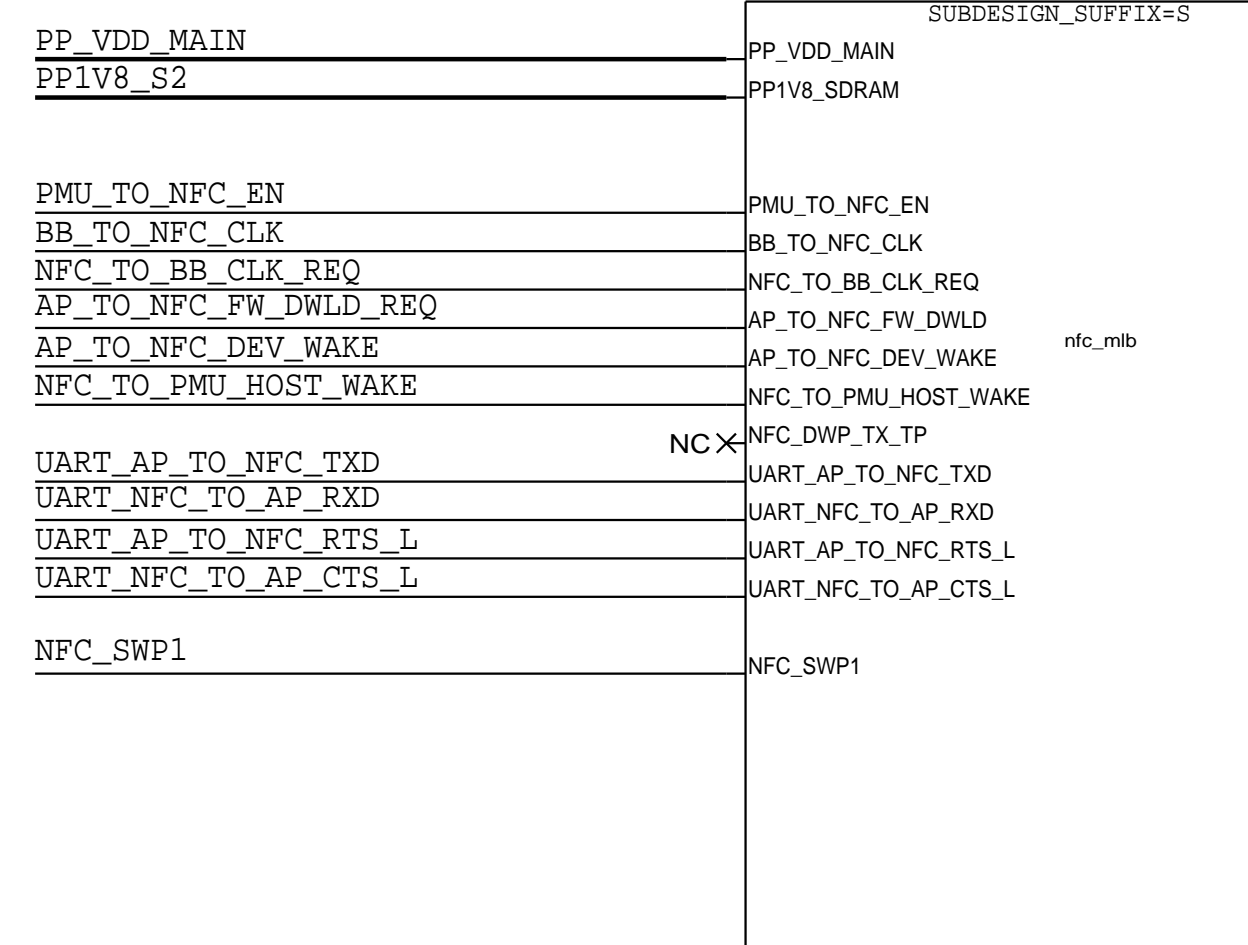 SUBDESIGN_SUFFIX=S
PP_VDD_MAIN
PP_VDD_MAIN
PP1V8_S2
PP1V8_SDRAM
PMU_TO_NFC_EN
PMU_TO_NFC_EN
BB_TO_NFC_CLK
BB_TO_NFC_CLK
NFC_TO_BB_CLK_REQ
NFC_TO_BB_CLK_REQ
AP_TO_NFC_FW_DWLD_REQ
AP_TO_NFC_FW_DWLD
nfc_mlb
AP_TO_NFC_DEV_WAKE
AP_TO_NFC_DEV_WAKE
NFC_TO_PMU_HOST_WAKE
NFC_TO_PMU_HOST_WAKE
NC
NFC_DWP_TX_TP
UART_AP_TO_NFC_TXD
UART_AP_TO_NFC_TXD
UART_NFC_TO_AP_RXD
UART_NFC_TO_AP_RXD
UART_AP_TO_NFC_RTS_L
UART_AP_TO_NFC_RTS_L
UART_NFC_TO_AP_CTS_L
UART_NFC_TO_AP_CTS_L
NFC_SWP1
NFC_SWP1